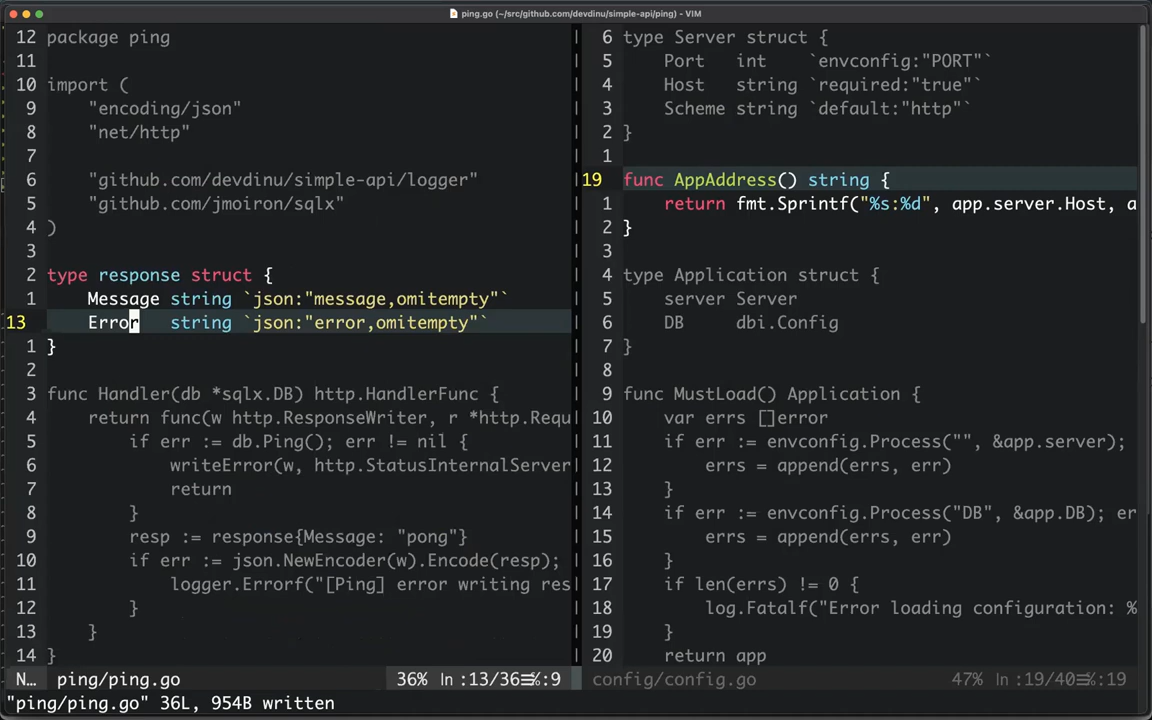 ping.go (~/src/github.com/devdinu/simple-api/ping) - VIM
12 package ping
11
10 import (
9 "encoding/json"
8 "net/http"
7
6 "github.com/devdinu/simple-api/logger"
5 "github.com/jmoiron/sqlx"
4 )
3
2 type response struct {
1 Message string `json:"message,omitempty"`
13 Error string `json:"error,omitempty"`
1 }
2
3 func Handler(db *sqlx.DB) http.HandlerFunc {
4 return func(w http.ResponseWriter, r *http.Requ
5 if err := db.Ping(); err != nil {
6 writeError(w, http.StatusInternalServer
7 return
8 }
9 resp := response{Message: "pong"}
10 if err := json.NewEncoder(w).Encode(resp);
11 logger.Errorf("[Ping] error writing res
12 }
13 }
14 }
N… ping/ping.go 36% ln :13/36☰℅:9
"ping/ping.go" 36L, 954B written
6 type Server struct {
5 Port int `envconfig:"PORT"`
4 Host string `required:"true"`
3 Scheme string `default:"http"`
2 }
1
19 func AppAddress() string {
1 return fmt.Sprintf("%s:%d", app.server.Host, a
2 }
3
4 type Application struct {
5 server Server
6 DB dbi.Config
7 }
8
9 func MustLoad() Application {
10 var errs []error
11 if err := envconfig.Process("", &app.server);
12 errs = append(errs, err)
13 }
14 if err := envconfig.Process("DB", &app.DB); er
15 errs = append(errs, err)
16 }
17 if len(errs) != 0 {
18 log.Fatalf("Error loading configuration: %
19 }
20 return app
config/config.go 47% ln :19/40☰℅:19